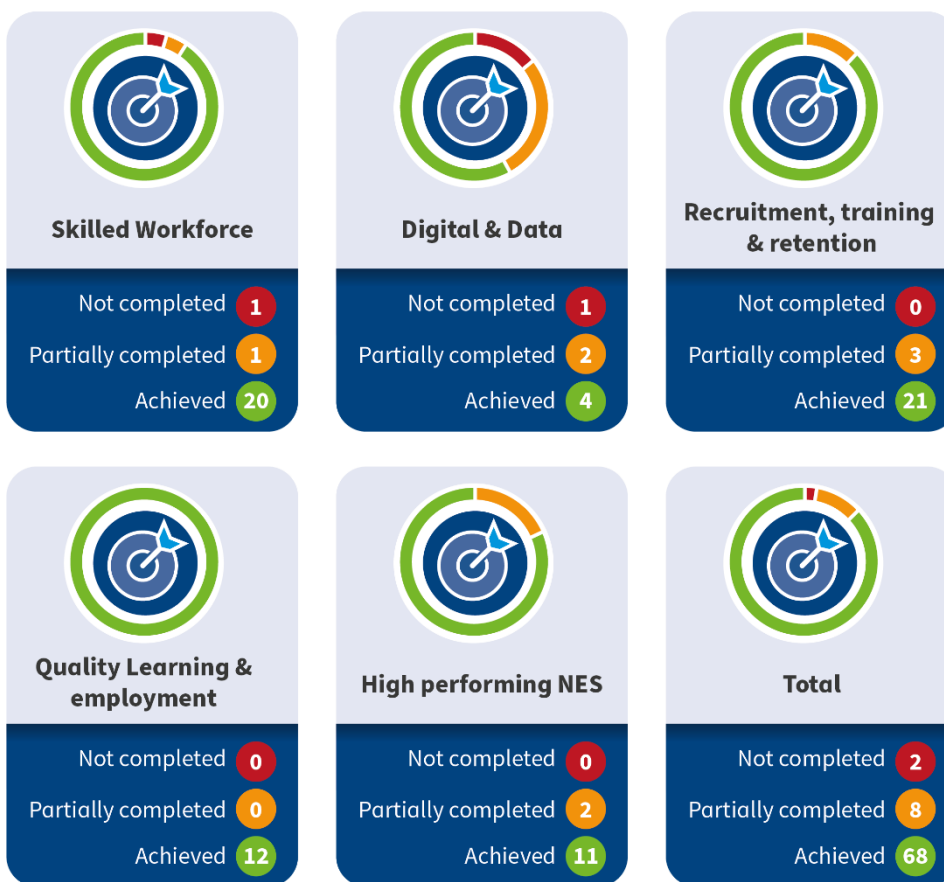 Skilled Workforce
Not completed 1
Partially completed 1
Achieved 20
Digital & Data
Not completed 1
Partially completed 2
Achieved 4
Recruitment, training
& retention
Not completed 0
Partially completed 3
Achieved 21
Quality Learning &
employment
Not completed 0
Partially completed 0
Achieved 12
High performing NES
Not completed 0
Partially completed 2
Achieved 11
Total
Not completed 2
Partially completed 8
Achieved 68